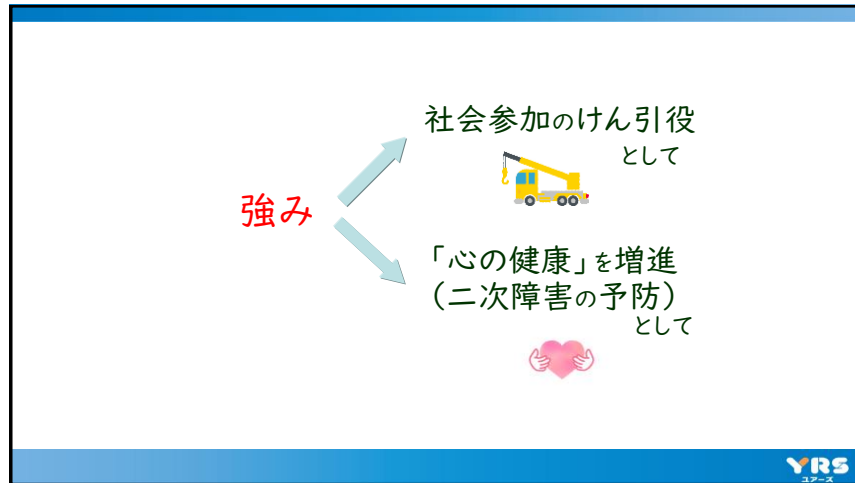 強み
社会参加のけん引役
として
「心の健康」を増進
(二次障害の予防)
として
YRS
ユアーズ